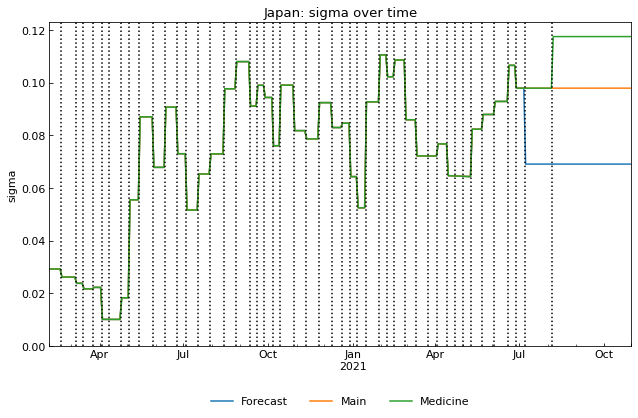 Japan: sigma over time
sigma
0.12
0.10
0.08
0.06
0.04
0.02
0.00
Apr Jul Oct Jan Apr Jul Oct
2021
Forecast Main Medicine